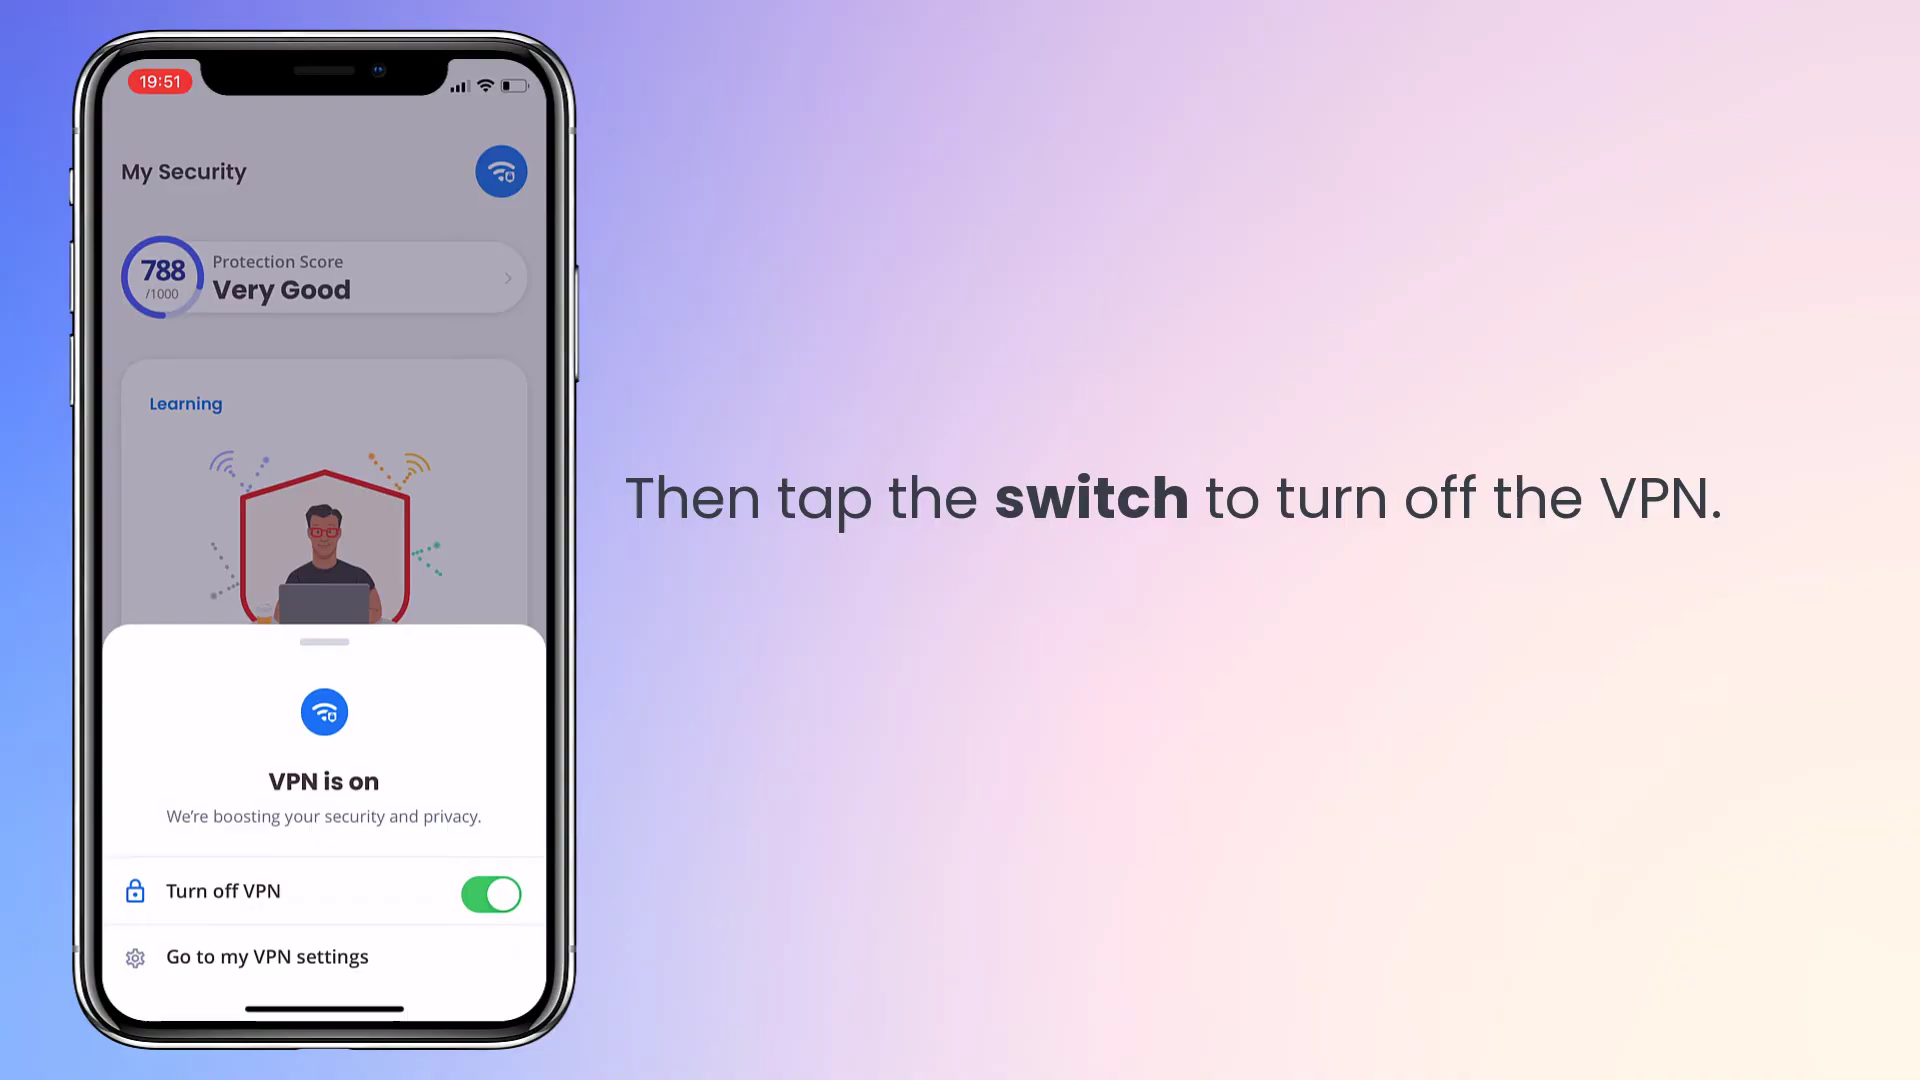 19:51
My Security
788
/1000
Protection Score
Very Good
Learning
Then tap the switch to turn off the VPN.
VPN is on
We're boosting your security and privacy.
Turn off VPN
Go to my VPN settings